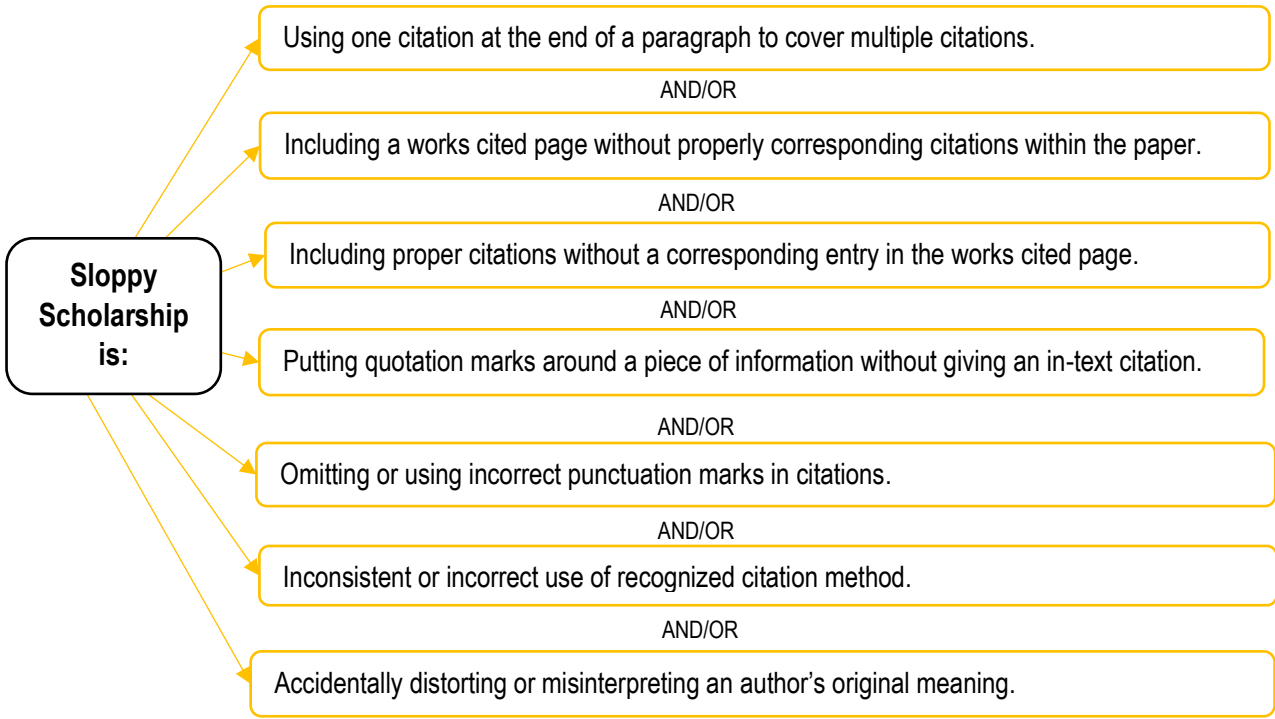 Using one citation at the end of a paragraph to cover multiple citations.
AND/OR
Including a works cited page without properly corresponding citations within the paper.
AND/OR
Including proper citations without a corresponding entry in the works cited page.
AND/OR
Sloppy
Scholarship
is:
Putting quotation marks around a piece of information without giving an in-text citation.
AND/OR
Omitting or using incorrect punctuation marks in citations.
AND/OR
Inconsistent or incorrect use of recognized citation method.
AND/OR
Accidentally distorting or misinterpreting an author’s original meaning.